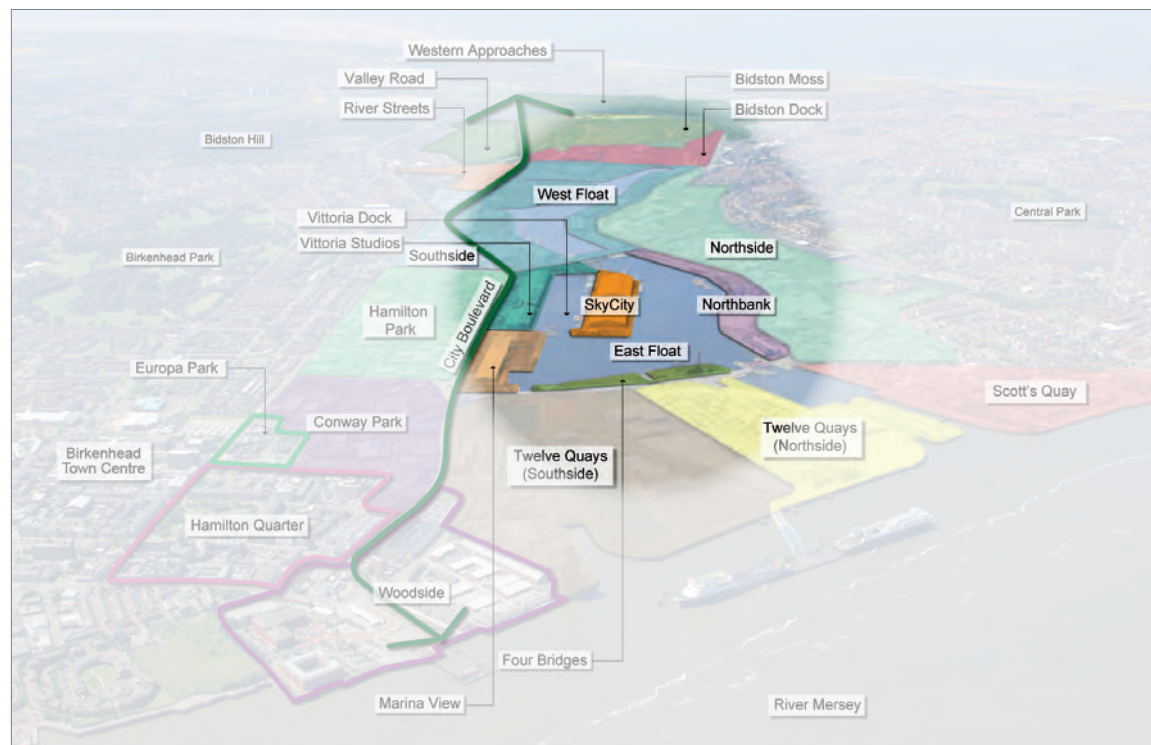 Western Approaches
Valley Road
Bidston Moss
River Streets
Bidston Dock
Bidston Hill
West Float
Vittoria Dock
Central Park
Vittoria Studios
Northside
Birkenhead Park
Southside
SkyCity
Northbank
Hamilton
Park
City Boulevard
East Float
Europa Park
Scott's Quay
Conway Park
Twelve Quays
(Northside)
Birkenhead
Town Centre
Twelve Quays
(Southside)
Hamilton Quarter
Woodside
Four Bridges
Marina View
River Mersey